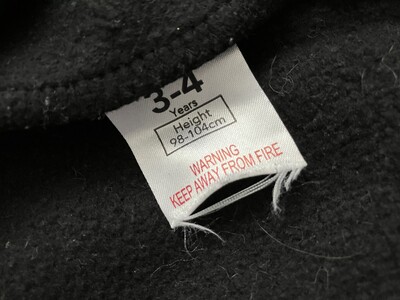 3-4
Years
Height
98-104cm
WARNING
KEEP AWAY FROM FIRE